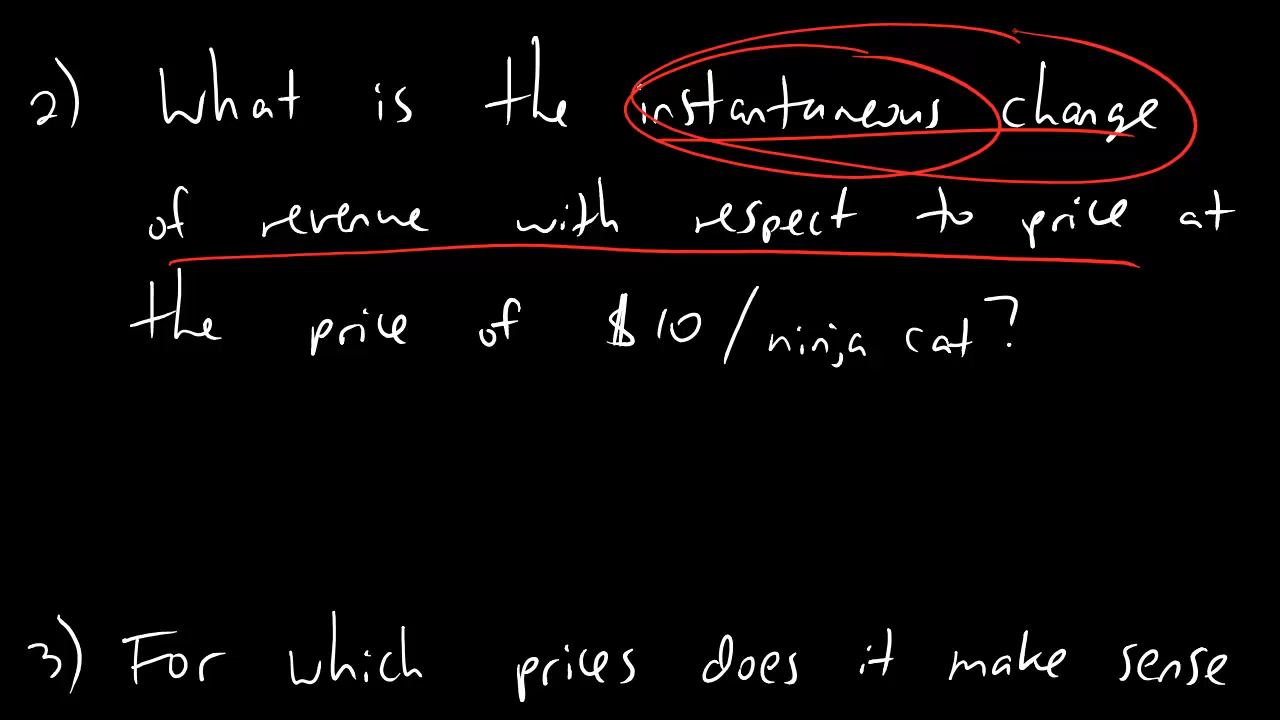 2) What is the instantaneous change
of revenue with respect to price at
the price of $10/ninja cat?
3) For which prices does it make sense